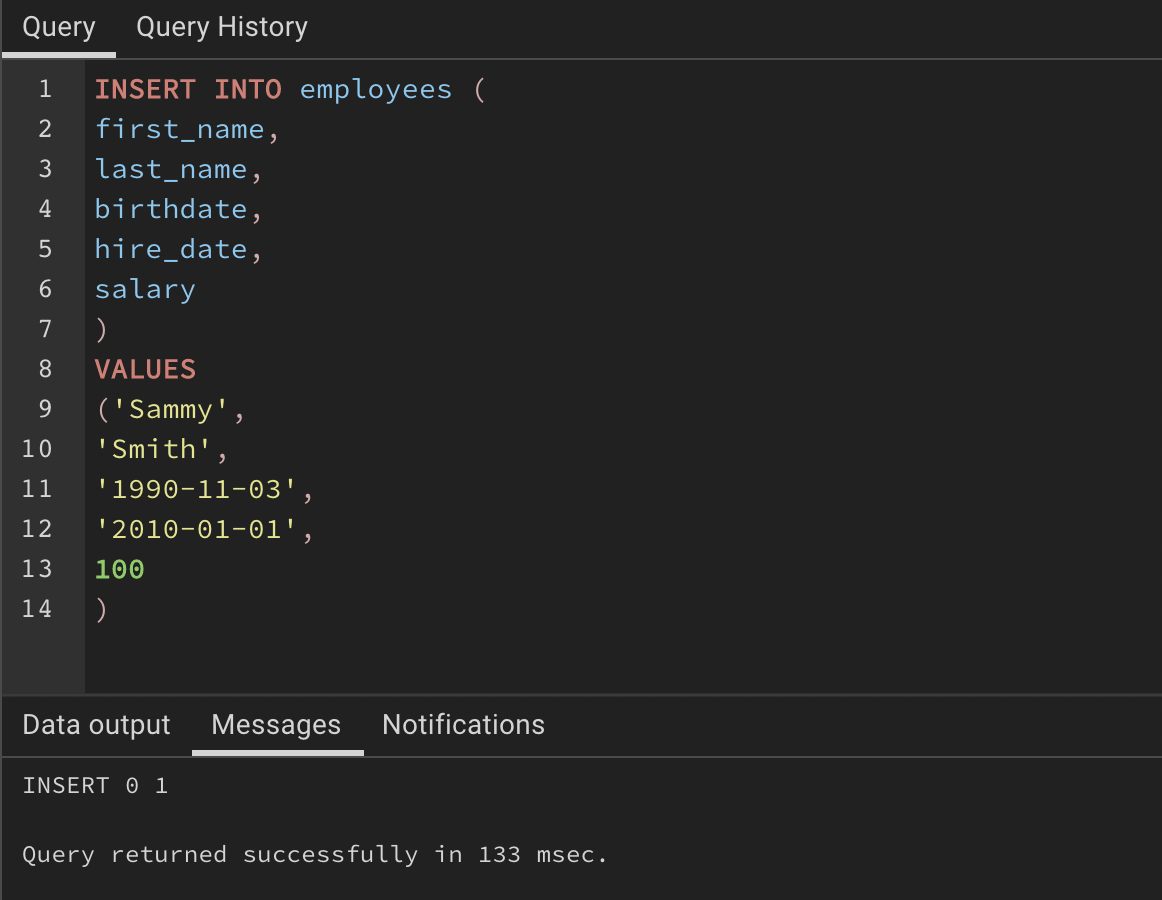 Query Query History
1 INSERT INTO employees (
2 first_name,
3 last_name,
4 birthdate,
5 hire_date,
6 salary
7 )
8 VALUES
9 ('Sammy',
10 'Smith',
11 '1990-11-03',
12 '2010-01-01',
13 100
14 )
Data output Messages Notifications
INSERT 0 1
Query returned successfully in 133 msec.